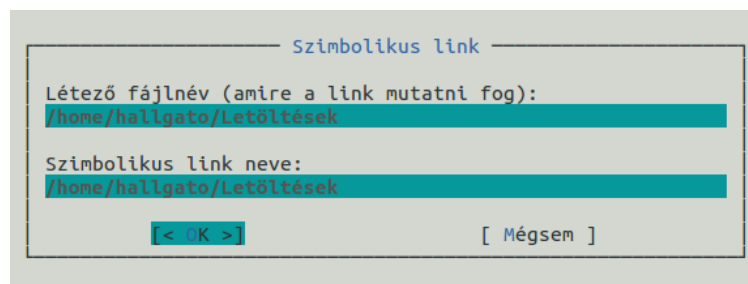 Szimbolikus link
Létező fájlnév (amire a link mutatni fog):
/home/hallgato/Letöltések
Szimbolikus link neve:
/home/hallgato/Letöltések
[< OK >] [ Mégsem ]